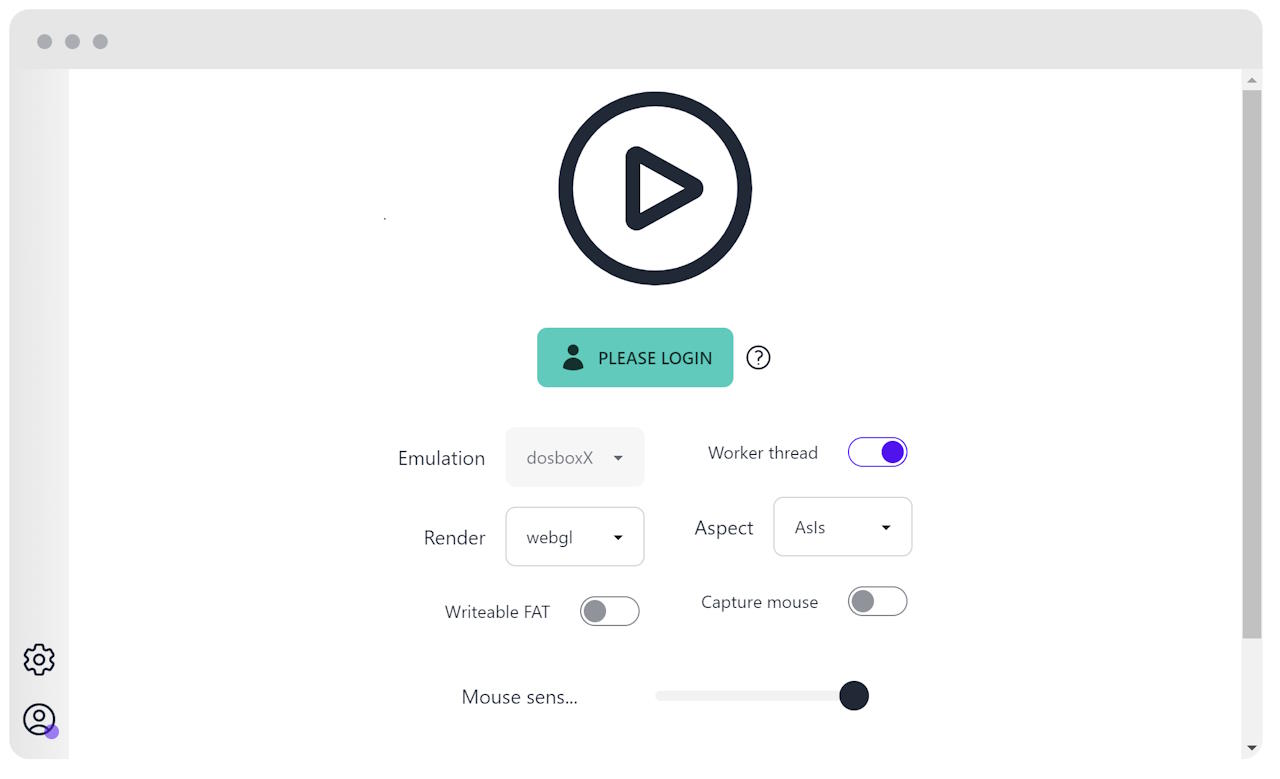 PLEASE LOGIN ?
Emulation dosboxX
Worker thread
Render webgl
Aspect AsIs
Writeable FAT
Capture mouse
Mouse sens...